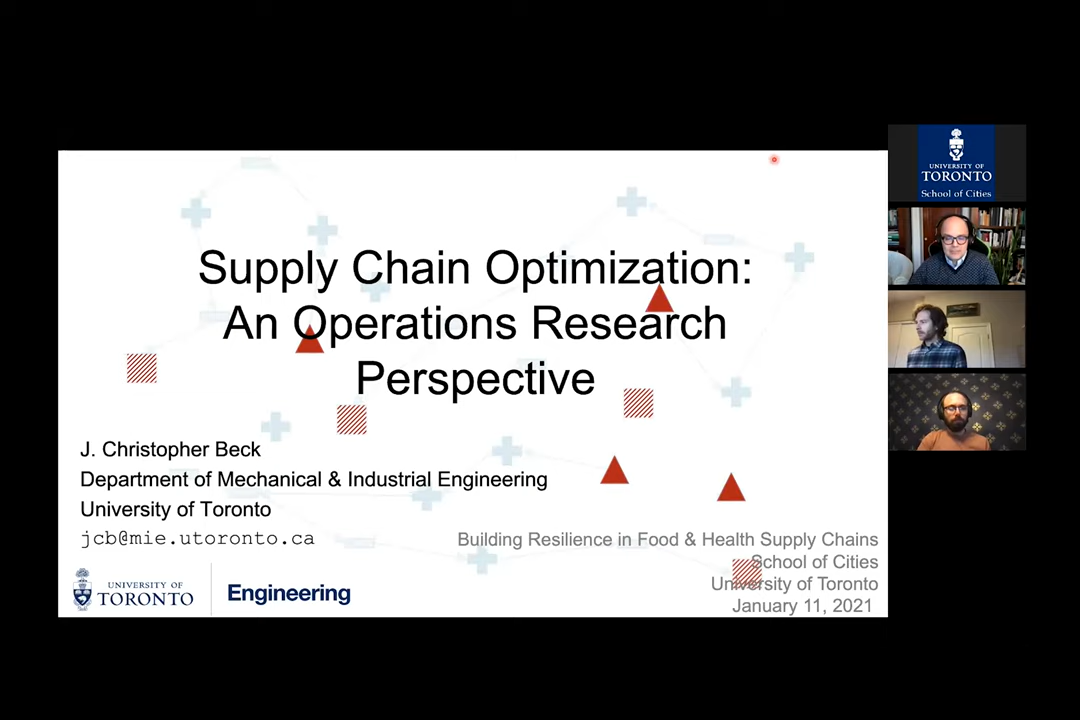 Supply Chain Optimization:
An Operations Research
Perspective
J. Christopher Beck
Department of Mechanical & Industrial Engineering
University of Toronto
jcb@mie.utoronto.ca
Building Resilience in Food & Health Supply Chains
School of Cities
University of Toronto
January 11, 2021
UNIVERSITY OF
TORONTO
Engineering
UNIVERSITY OF
TORONTO
School of Cities